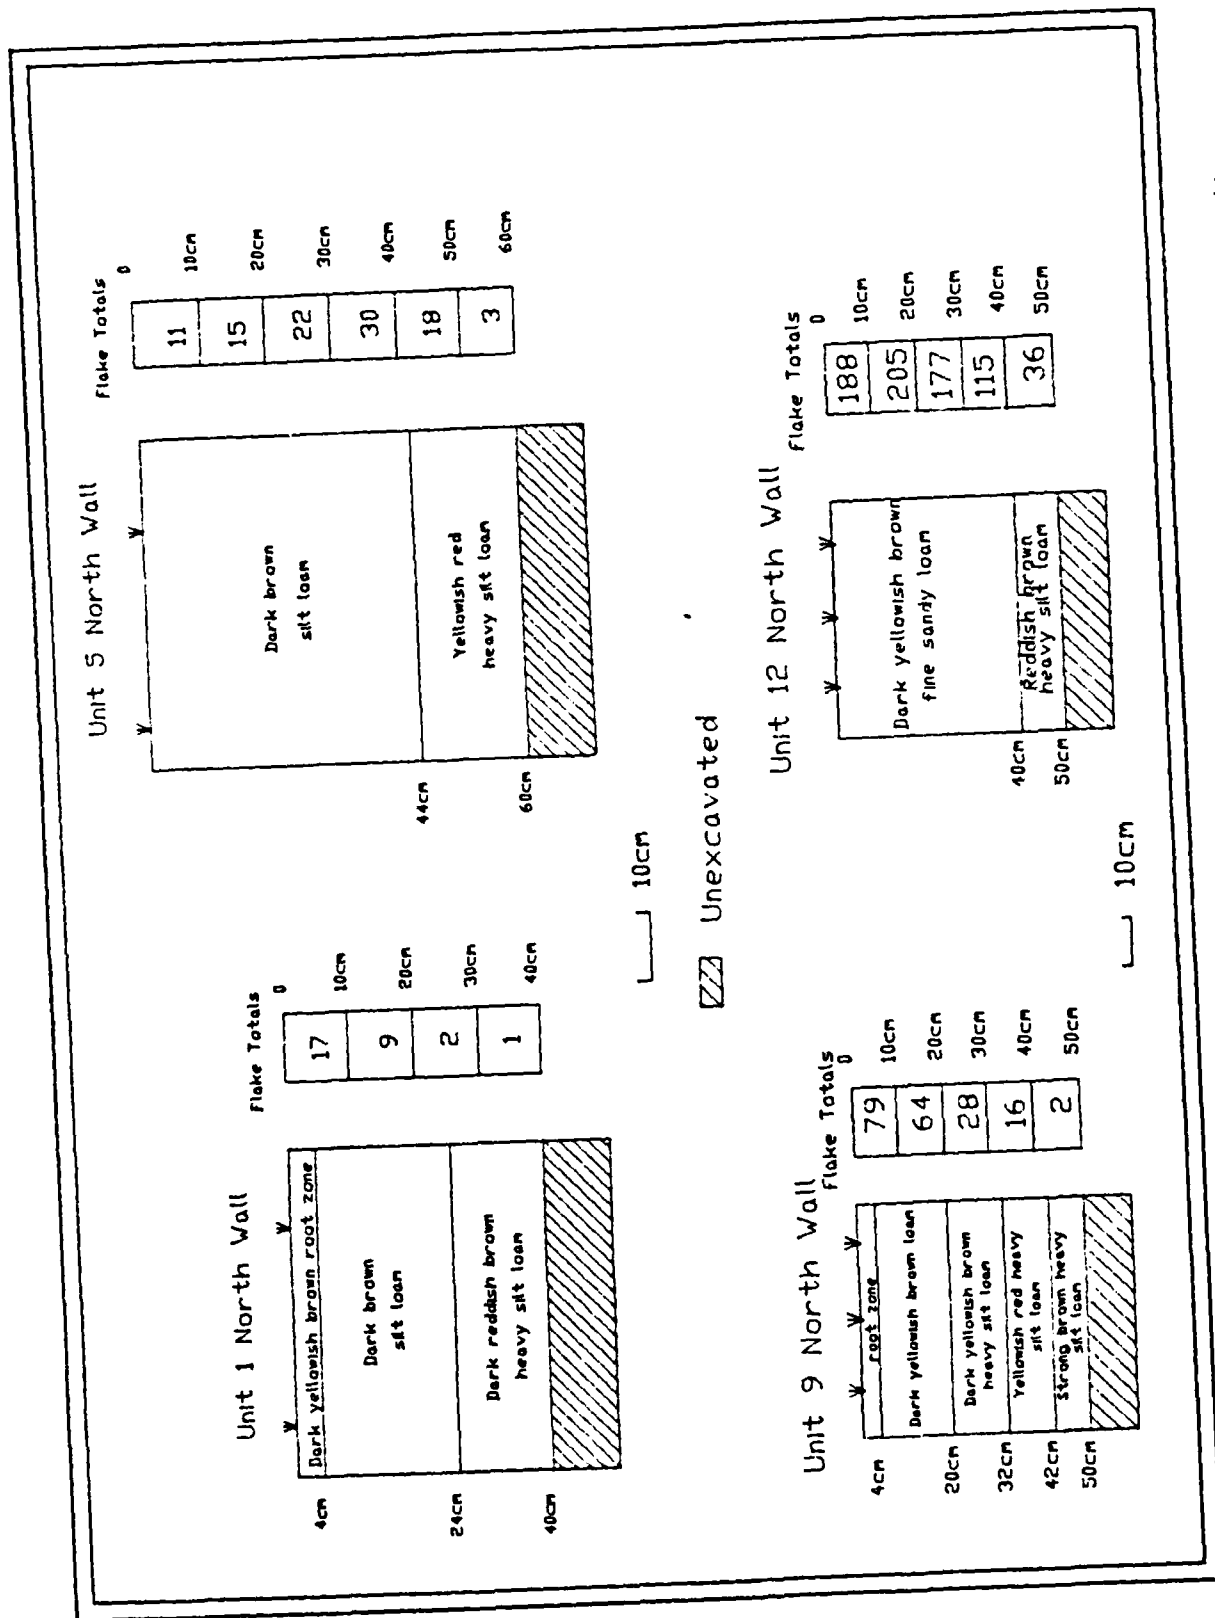 Unit 1 North Wall
Flake Totals
Dark yellowish brown root zone
Dark brown
silt loam
Dark reddish brown
heavy silt loam
4cm
24cm
40cm
0
17
10cm
9
20cm
2
30cm
1
40cm
Unit 5 North Wall
Flake Totals
Dark brown
silt loam
Yellowish red
heavy silt loam
44cm
60cm
0
11
10cm
15
20cm
22
30cm
30
40cm
18
50cm
3
60cm
10cm
Unexcavated
Unit 9 North Wall
Flake Totals
root zone
Dark yellowish brown loam
Dark yellowish brown
heavy silt loam
Yellowish red heavy
silt loam
Strong brown heavy
silt loam
4cm
20cm
32cm
42cm
50cm
0
79
10cm
64
20cm
28
30cm
16
40cm
2
50cm
Unit 12 North Wall
Flake Totals
Dark yellowish brown
fine sandy loam
Reddish brown
heavy silt loam
40cm
50cm
0
188
10cm
205
20cm
177
30cm
115
40cm
36
50cm
10cm